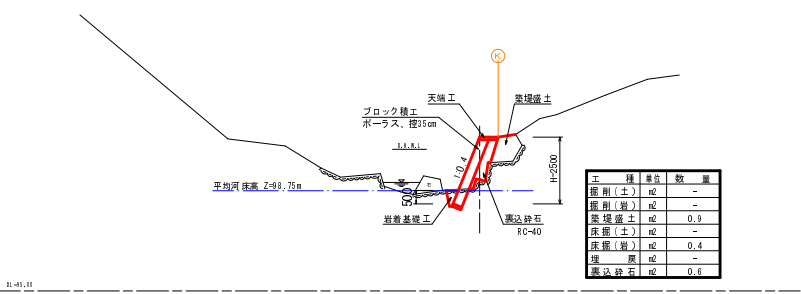 K
天端工
築堤盛土
ブロック積工
ポーラス、控35cm
1:0.4
H=2500
平均河床高 Z=98.75m
500
岩着基礎工
裏込砕石
RC-40
工 種 単位 数 量
掘削(土) m2 -
掘削(岩) m2 -
築堤盛土 m2 0.9
床掘(土) m2 -
床掘(岩) m2 0.4
埋 戻 m2 -
裏込砕石 m2 0.6